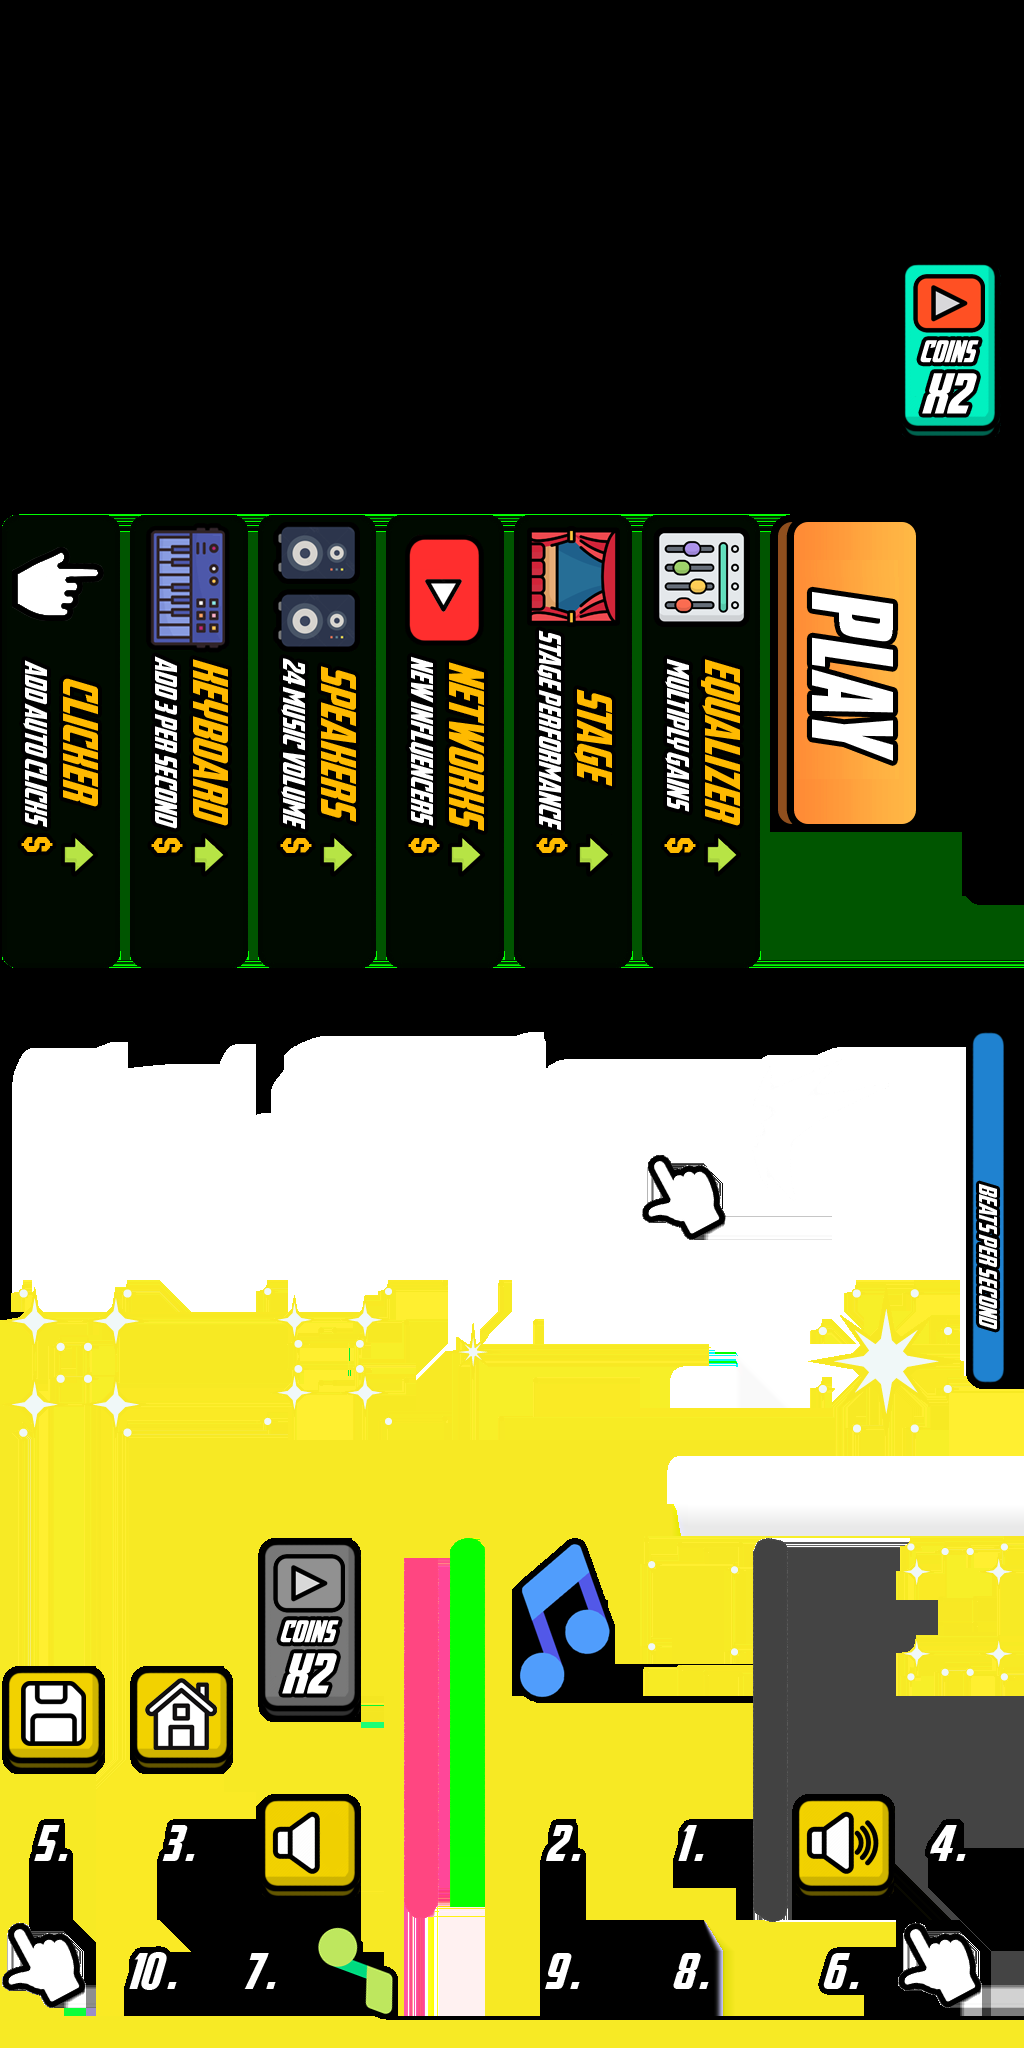 COINS
X2
PLAY
EQUALIZER
MULTIPLY GAINS
$
STAGE
STAGE PERFORMANCE
$
NETWORKS
NEW INFLUENCERS
$
SPEAKERS
24 MUSIC VOLUME
$
KEYBOARD
ADD 3 PER SECOND
$
CLICKER
ADD AUTO CLICKS
$
BEATS PER SECOND
COINS
X2
5.
3.
2.
1.
4.
10.
7.
9.
8.
6.